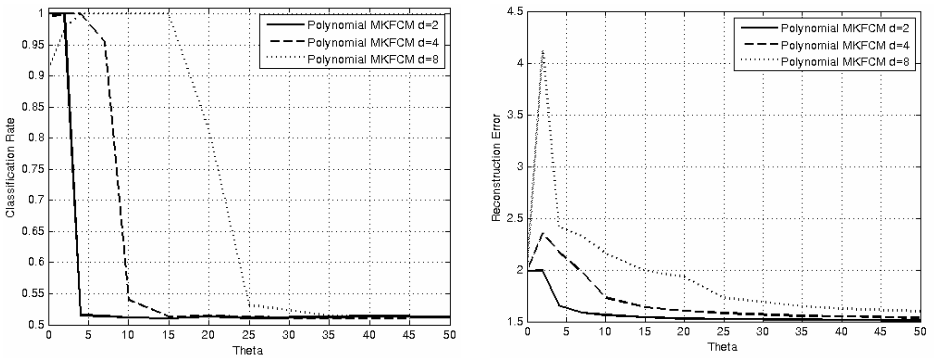 1
0.95
0.9
0.85
0.8
0.75
0.7
0.65
0.6
0.55
0.5
Classification Rate
0 5 10 15 20 25 30 35 40 45 50
Theta
Polynomial MKFCM d=2
Polynomial MKFCM d=4
Polynomial MKFCM d=8
4.5
4
3.5
3
2.5
2
1.5
Reconstruction Error
0 5 10 15 20 25 30 35 40 45 50
Theta
Polynomial MKFCM d=2
Polynomial MKFCM d=4
Polynomial MKFCM d=8